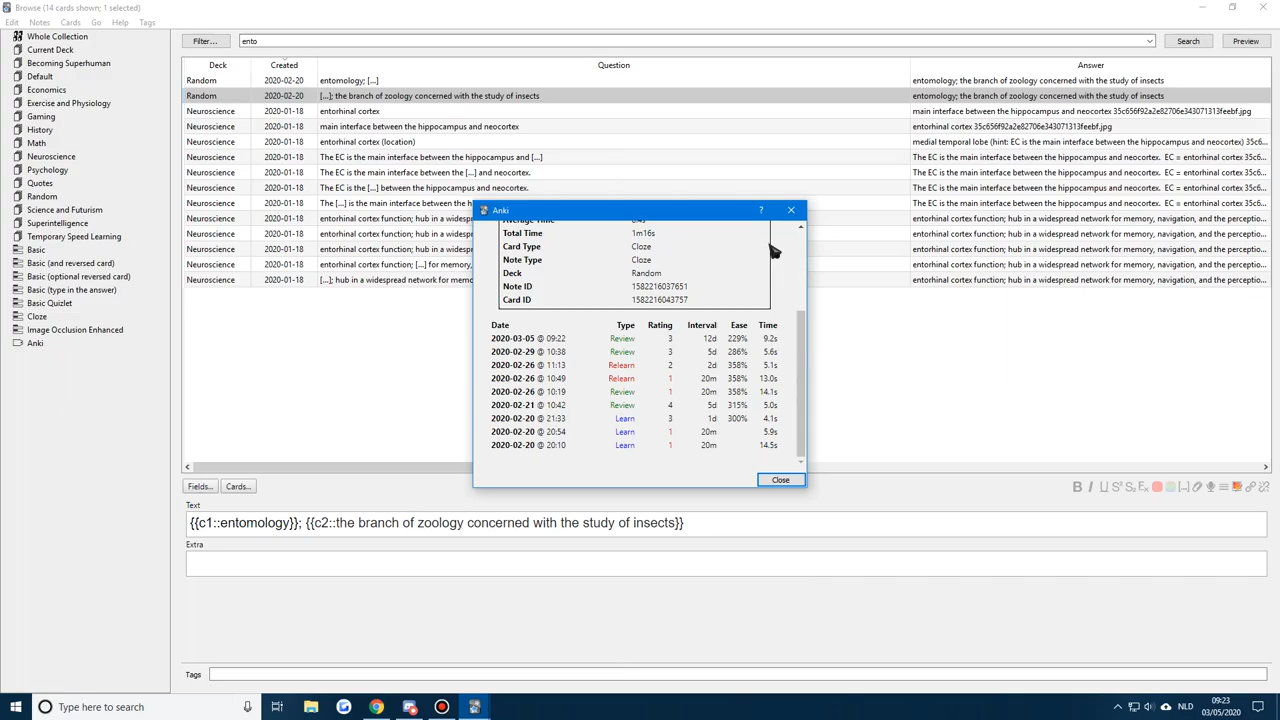 Browse (14 cards shown; 1 selected)
Edit Notes Cards Go Help Tags
Whole Collection
Current Deck
Becoming Superhuman
Default
Economics
Exercise and Physiology
Gaming
History
Math
Neuroscience
Psychology
Quotes
Random
Science and Futurism
Superintelligence
Temporary Speed Learning
Basic
Basic (and reversed card)
Basic (optional reversed card)
Basic (type in the answer)
Basic Quizlet
Cloze
Image Occlusion Enhanced
Anki
Filter... ento Search Preview
Deck Created Question Answer
Random 2020-02-20 entomology; [...] entomology; the branch of zoology concerned with the study of insects
Random 2020-02-20 [...]; the branch of zoology concerned with the study of insects entomology; the branch of zoology concerned with the study of insects
Neuroscience 2020-01-18 entorhinal cortex main interface between the hippocampus and neocortex 35c656f92a2e82706e343071313feebf.jpg
Neuroscience 2020-01-18 main interface between the hippocampus and neocortex entorhinal cortex 35c656f92a2e82706e343071313feebf.jpg
Neuroscience 2020-01-18 entorhinal cortex (location) medial temporal lobe (hint: EC is the main interface between the hippocampus and neocortex) 35c6...
Neuroscience 2020-01-18 The EC is the main interface between the hippocampus and [...] The EC is the main interface between the hippocampus and neocortex. EC = entorhinal cortex 35c6...
Neuroscience 2020-01-18 The EC is the main interface between the [...] and neocortex. The EC is the main interface between the hippocampus and neocortex. EC = entorhinal cortex 35c6...
Neuroscience 2020-01-18 The EC is the [...] between the hippocampus and neocortex. The EC is the main interface between the hippocampus and neocortex. EC = entorhinal cortex 35c6...
Neuroscience 2020-01-18 The [...] is the main interface The EC is the main interface between the hippocampus and neocortex. EC = entorhinal cortex 35c6...
Neuroscience 2020-01-18 entorhinal cortex function; hub in a widesp entorhinal cortex function; hub in a widespread network for memory, navigation, and the perceptio...
Neuroscience 2020-01-18 entorhinal cortex function; hub in a widesp entorhinal cortex function; hub in a widespread network for memory, navigation, and the perceptio...
Neuroscience 2020-01-18 entorhinal cortex function; hub in a widesp entorhinal cortex function; hub in a widespread network for memory, navigation, and the perceptio...
Neuroscience 2020-01-18 entorhinal cortex function; [...] for memory, entorhinal cortex function; hub in a widespread network for memory, navigation, and the perceptio...
Neuroscience 2020-01-18 [...]; hub in a widespread network for memo entorhinal cortex function; hub in a widespread network for memory, navigation, and the perceptio...
Anki
Average Time
Total Time 1m16s
Card Type Cloze
Note Type Cloze
Deck Random
Note ID 1582216037651
Card ID 1582216043757
Date Type Rating Interval Ease Time
2020-03-05 @ 09:22 Review 3 12d 229% 9.2s
2020-02-29 @ 10:38 Review 3 5d 286% 5.6s
2020-02-26 @ 11:13 Relearn 2 2d 358% 5.1s
2020-02-26 @ 10:49 Relearn 1 20m 358% 13.0s
2020-02-26 @ 10:19 Review 1 20m 358% 14.1s
2020-02-21 @ 10:42 Review 4 5d 315% 5.0s
2020-02-20 @ 21:33 Learn 3 1d 300% 4.1s
2020-02-20 @ 20:54 Learn 1 20m 5.9s
2020-02-20 @ 20:10 Learn 1 20m 14.5s
Close
Fields... Cards...
Text
{{c1::entomology}}; {{c2::the branch of zoology concerned with the study of insects}}
Extra
Tags
Type here to search
NLD
09:23
03/05/2020